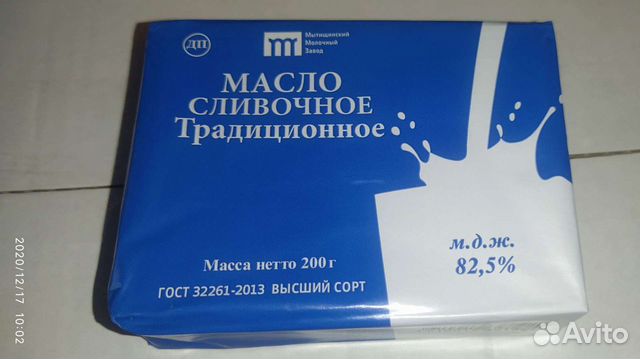 ДП
Мытищинский
Молочный
Завод
МАСЛО
СЛИВОЧНОЕ
Традиционное
м.д.ж.
82,5%
Масса нетто 200 г
ГОСТ 32261-2013 ВЫСШИЙ СОРТ
2020/12/17 10:02
Avito